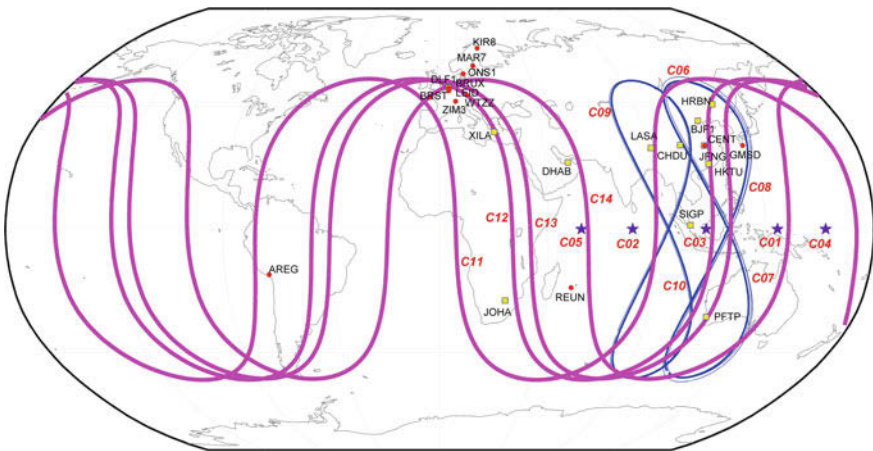 KIR8
MAR7
ONS1
DLF1
BRUX
LEID
BRST
WTZZ
ZIM3
C06
C09
HRBN
BJF1
XILA
LASA
CENT
CHDU
JFNG
GMSD
DHAB
HKTU
C14
C08
C12
C13
SIGP
C05
C02
C03
C01
C04
C11
AREG
C10
C07
REUN
JOHA
PFTP